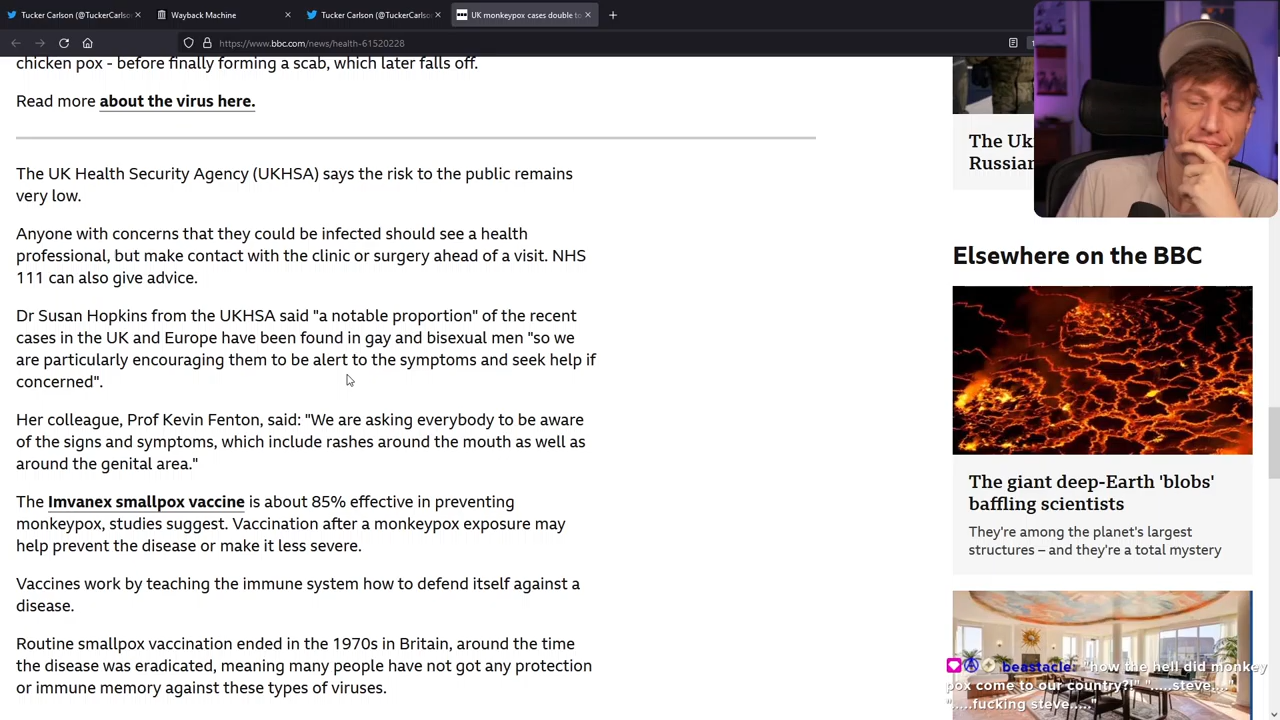 Tucker Carlson (@TuckerCarlso
Wayback Machine
Tucker Carlson (@TuckerCarlso
UK monkeypox cases double to
https://www.bbc.com/news/health-61520228
chicken pox - before finally forming a scab, which later falls off.
Read more about the virus here.
The UK Health Security Agency (UKHSA) says the risk to the public remains
very low.
Anyone with concerns that they could be infected should see a health
professional, but make contact with the clinic or surgery ahead of a visit. NHS
111 can also give advice.
Dr Susan Hopkins from the UKHSA said "a notable proportion" of the recent
cases in the UK and Europe have been found in gay and bisexual men "so we
are particularly encouraging them to be alert to the symptoms and seek help if
concerned".
Her colleague, Prof Kevin Fenton, said: "We are asking everybody to be aware
of the signs and symptoms, which include rashes around the mouth as well as
around the genital area."
The Imvanex smallpox vaccine is about 85% effective in preventing
monkeypox, studies suggest. Vaccination after a monkeypox exposure may
help prevent the disease or make it less severe.
Vaccines work by teaching the immune system how to defend itself against a
disease.
Routine smallpox vaccination ended in the 1970s in Britain, around the time
the disease was eradicated, meaning many people have not got any protection
or immune memory against these types of viruses.
The Uk
Russian
Elsewhere on the BBC
The giant deep-Earth 'blobs'
baffling scientists
They're among the planet's largest
structures – and they're a total mystery
beastacle: "how the hell did monkey
pox come to our country?!" ".....steve..."
".....fucking steve....."